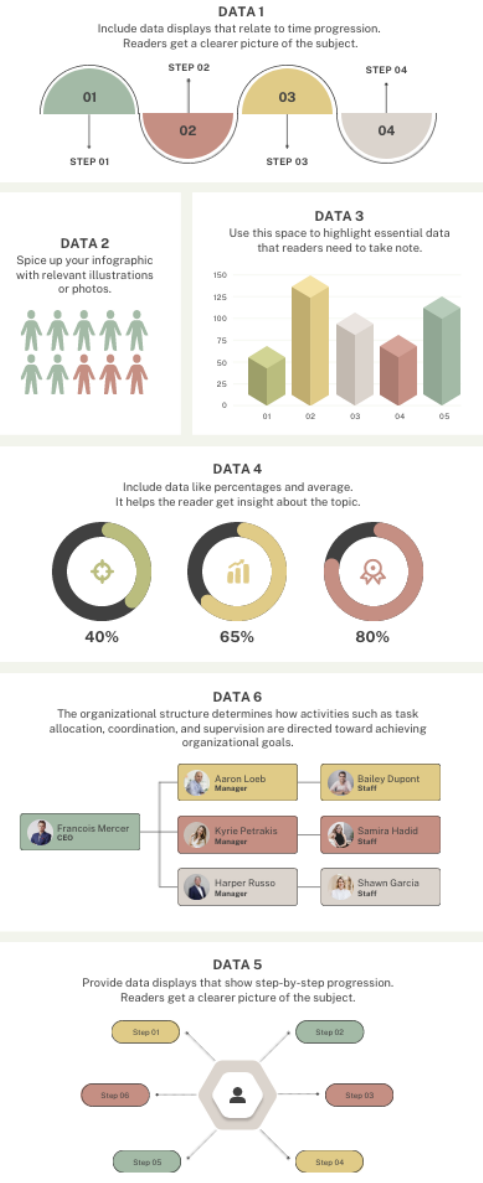 DATA 1
Include data displays that relate to time progression.
Readers get a clearer picture of the subject.
STEP 02
STEP 04
01
03
02
04
STEP 01
STEP 03
DATA 2
Spice up your infographic
with relevant illustrations
or photos.
DATA 3
Use this space to highlight essential data
that readers need to take note.
150
125
100
75
50
25
0
01
02
03
04
05
DATA 4
Include data like percentages and average.
It helps the reader get insight about the topic.
40%
65%
80%
DATA 6
The organizational structure determines how activities such as task
allocation, coordination, and supervision are directed toward achieving
organizational goals.
Francois Mercer
CEO
Aaron Loeb
Manager
Bailey Dupont
Staff
Kyrie Petrakis
Manager
Samira Hadid
Staff
Harper Russo
Manager
Shawn Garcia
Staff
DATA 5
Provide data displays that show step-by-step progression.
Readers get a clearer picture of the subject.
Step 01
Step 02
Step 06
Step 03
Step 05
Step 04